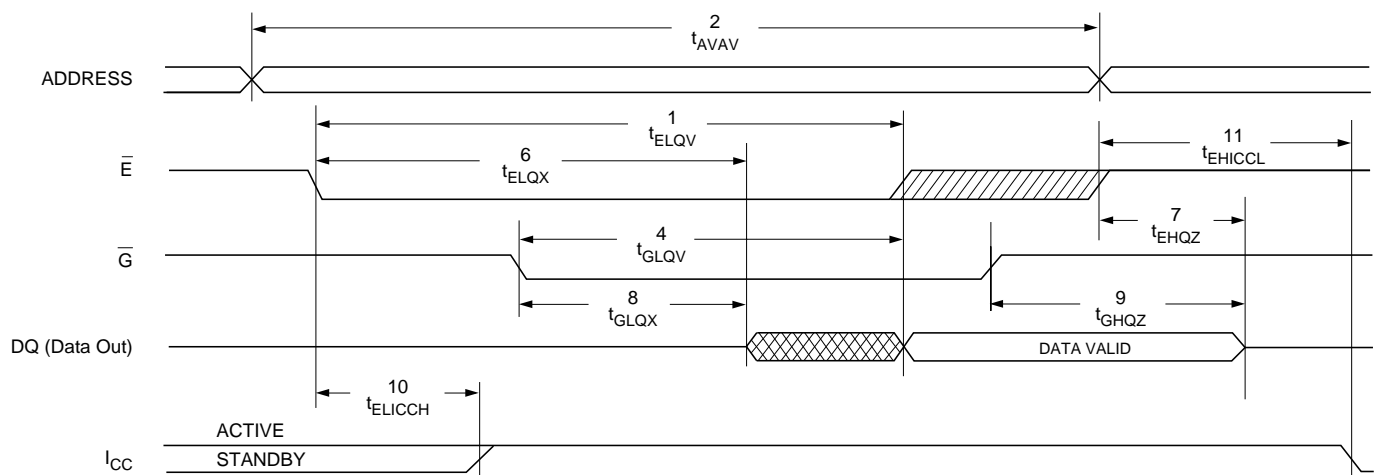 2
tAVAV
ADDRESS
1
tELQV
11
tEHICCL
6
tELQX
E
7
tEHQZ
4
tGLQV
G
8
tGLQX
9
tGHQZ
DQ (Data Out)
DATA VALID
10
tELICCH
ACTIVE
ICC
STANDBY